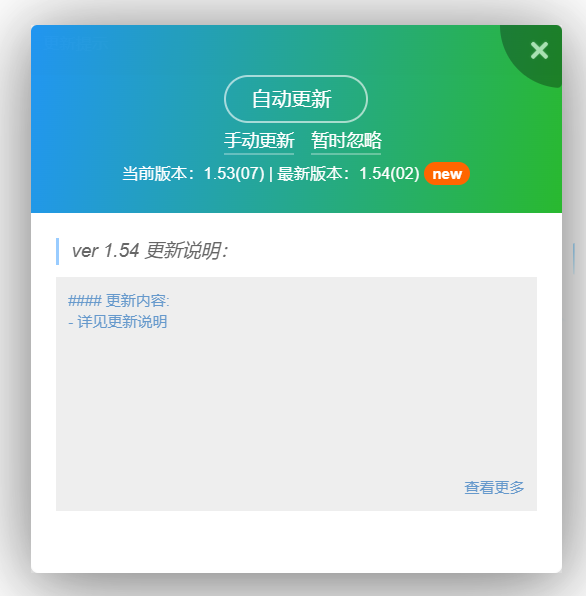 自动更新
手动更新 暂时忽略
当前版本：1.53(07) | 最新版本：1.54(02) new
ver 1.54 更新说明：
#### 更新内容:
- 详见更新说明
查看更多